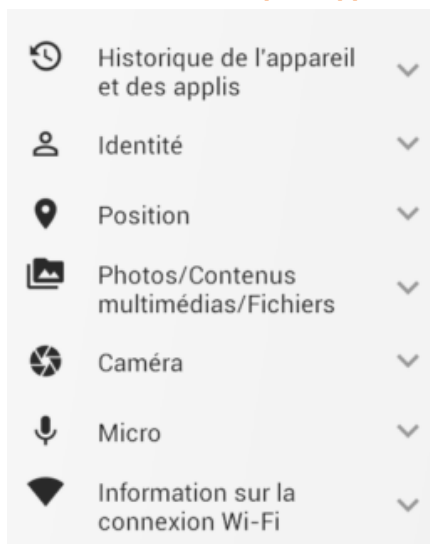 Historique de l'appareil
et des applis
Identité
Position
Photos/Contenus
multimédias/Fichiers
Caméra
Micro
Information sur la
connexion Wi-Fi